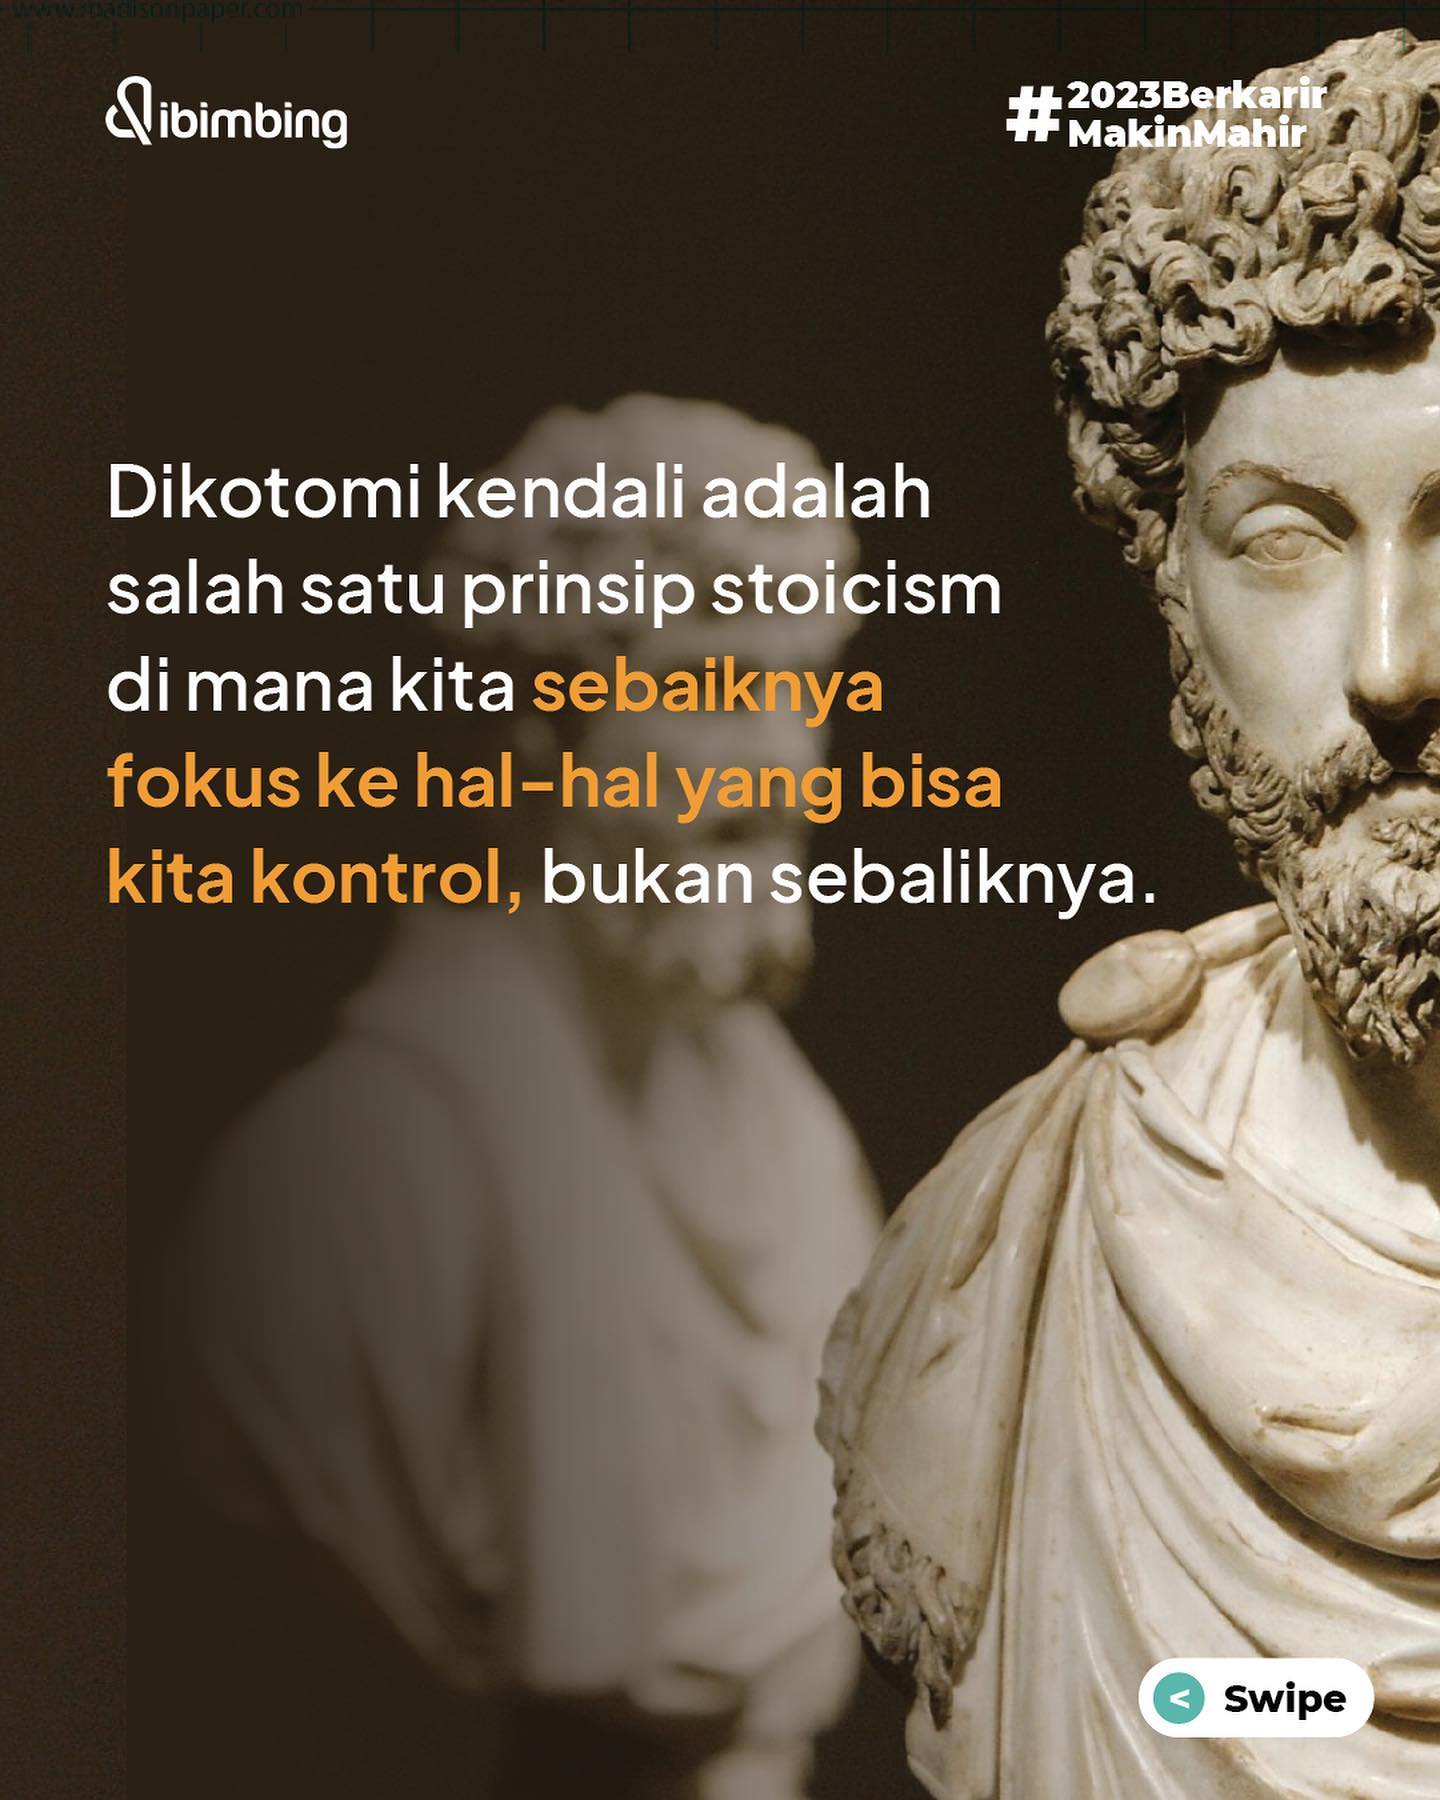 www.madisonpaper.com
ibimbing
#2023Berkarir
MakinMahir
Dikotomi kendali adalah
salah satu prinsip stoicism
di mana kita sebaiknya
fokus ke hal-hal yang bisa
kita kontrol, bukan sebaliknya.
< Swipe